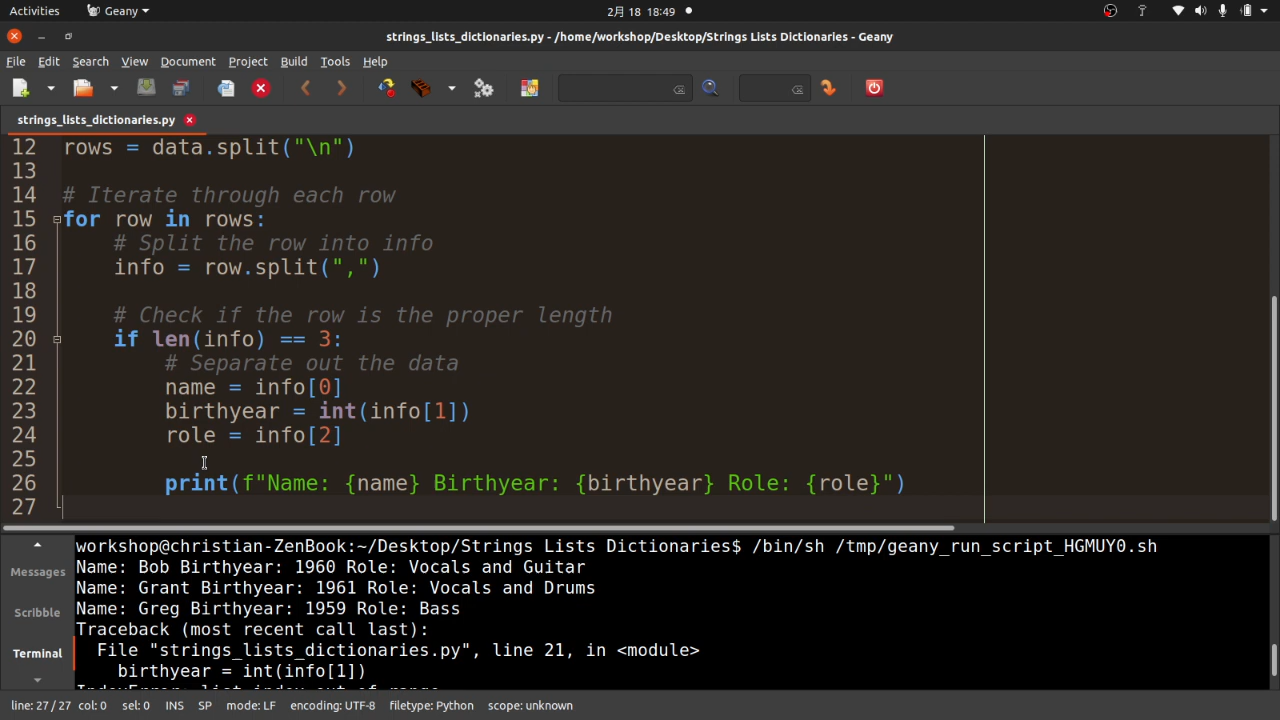 Activities Geany 2月 18 18:49
strings_lists_dictionaries.py - /home/workshop/Desktop/Strings Lists Dictionaries - Geany
File Edit Search View Document Project Build Tools Help
strings_lists_dictionaries.py
12 rows = data.split("\n")
13
14 # Iterate through each row
15 for row in rows:
16 # Split the row into info
17 info = row.split(",")
18
19 # Check if the row is the proper length
20 if len(info) == 3:
21 # Separate out the data
22 name = info[0]
23 birthyear = int(info[1])
24 role = info[2]
25
26 print(f"Name: {name} Birthyear: {birthyear} Role: {role}")
27
Messages
Scribble
Terminal
workshop@christian-ZenBook:~/Desktop/Strings Lists Dictionaries$ /bin/sh /tmp/geany_run_script_HGMUY0.sh
Name: Bob Birthyear: 1960 Role: Vocals and Guitar
Name: Grant Birthyear: 1961 Role: Vocals and Drums
Name: Greg Birthyear: 1959 Role: Bass
Traceback (most recent call last):
File "strings_lists_dictionaries.py", line 21, in <module>
birthyear = int(info[1])
IndexError: list index out of range
line: 27 / 27 col: 0 sel: 0 INS SP mode: LF encoding: UTF-8 filetype: Python scope: unknown